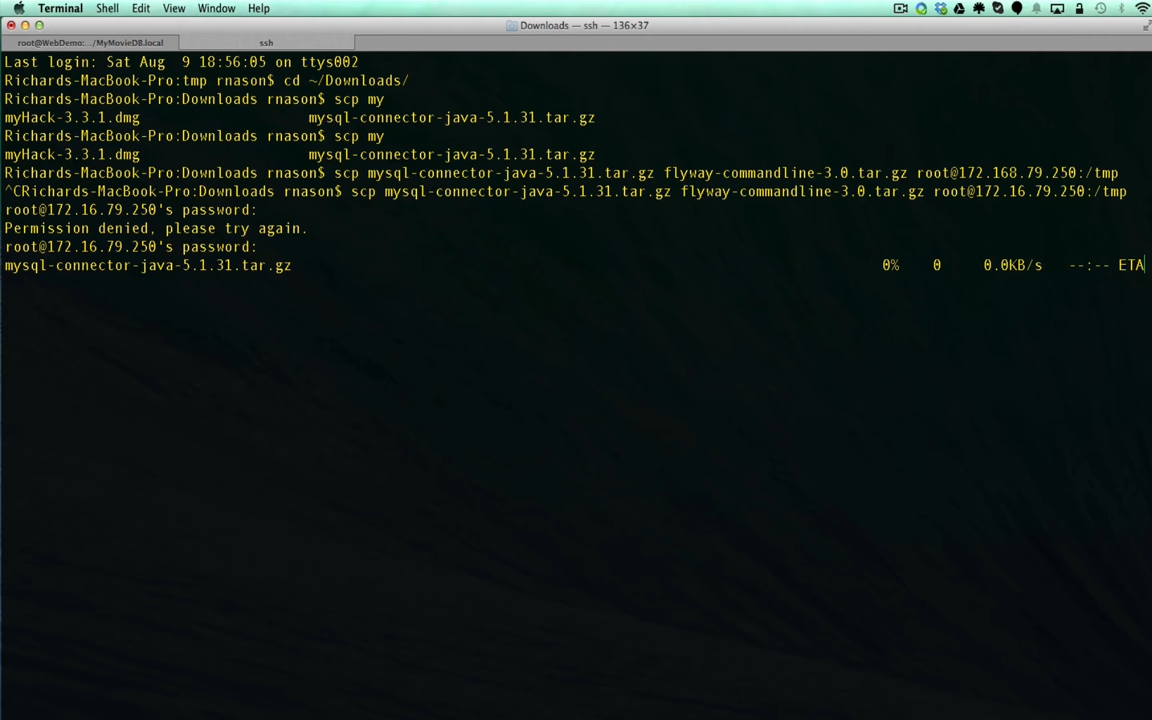 Terminal Shell Edit View Window Help
Downloads — ssh — 136×37
root@WebDemo:.../MyMovieDB.local ssh
Last login: Sat Aug  9 18:56:05 on ttys002
Richards-MacBook-Pro:tmp rnason$ cd ~/Downloads/
Richards-MacBook-Pro:Downloads rnason$ scp my
myHack-3.3.1.dmg                    mysql-connector-java-5.1.31.tar.gz
Richards-MacBook-Pro:Downloads rnason$ scp my
myHack-3.3.1.dmg                    mysql-connector-java-5.1.31.tar.gz
Richards-MacBook-Pro:Downloads rnason$ scp mysql-connector-java-5.1.31.tar.gz flyway-commandline-3.0.tar.gz root@172.168.79.250:/tmp
^CRichards-MacBook-Pro:Downloads rnason$ scp mysql-connector-java-5.1.31.tar.gz flyway-commandline-3.0.tar.gz root@172.16.79.250:/tmp
root@172.16.79.250's password:
Permission denied, please try again.
root@172.16.79.250's password:
mysql-connector-java-5.1.31.tar.gz                    0%    0     0.0KB/s   --:-- ETA